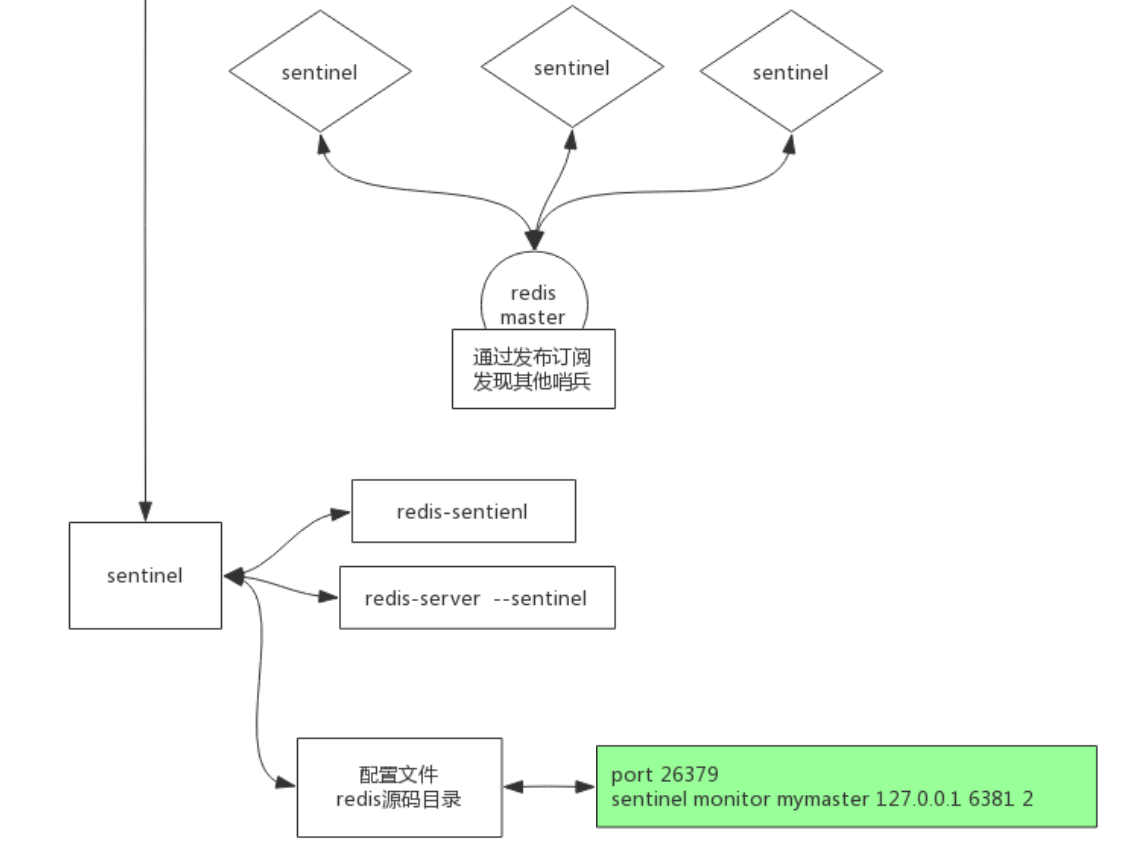 sentinel
sentinel
sentinel
redis
master
通过发布订阅
发现其他哨兵
redis-sentienl
sentinel
redis-server --sentinel
配置文件
redis源码目录
port 26379
sentinel monitor mymaster 127.0.0.1 6381 2